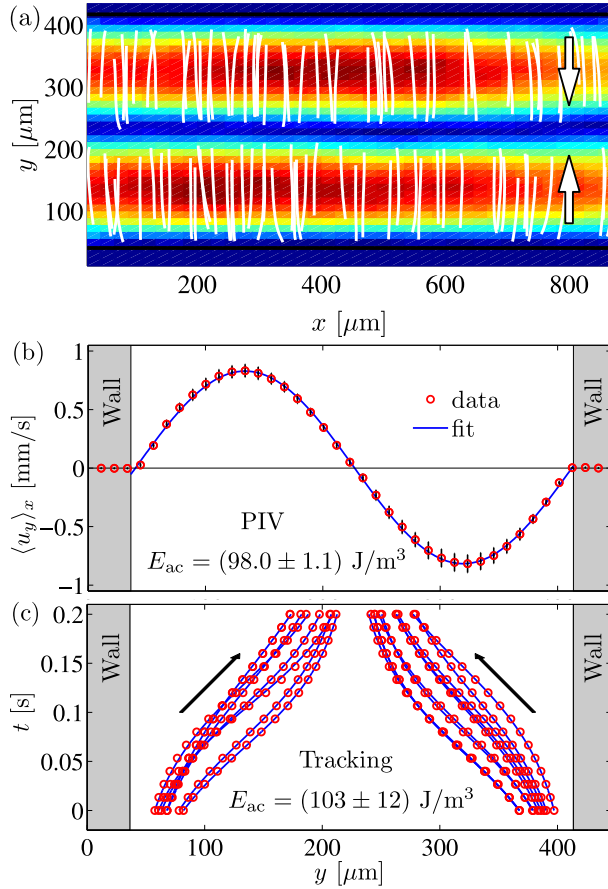 (a)
400
300
200
100
y [μm]
200 400 600 800
x [μm]
(b)
1
0.5
0
−0.5
−1
⟨u_y⟩_x [mm/s]
Wall
Wall
data
fit
PIV
E_ac = (98.0 ± 1.1) J/m³
(c)
0.2
0.15
0.1
0.05
0
t [s]
Wall
Wall
Tracking
E_ac = (103 ± 12) J/m³
0 100 200 300 400
y [μm]